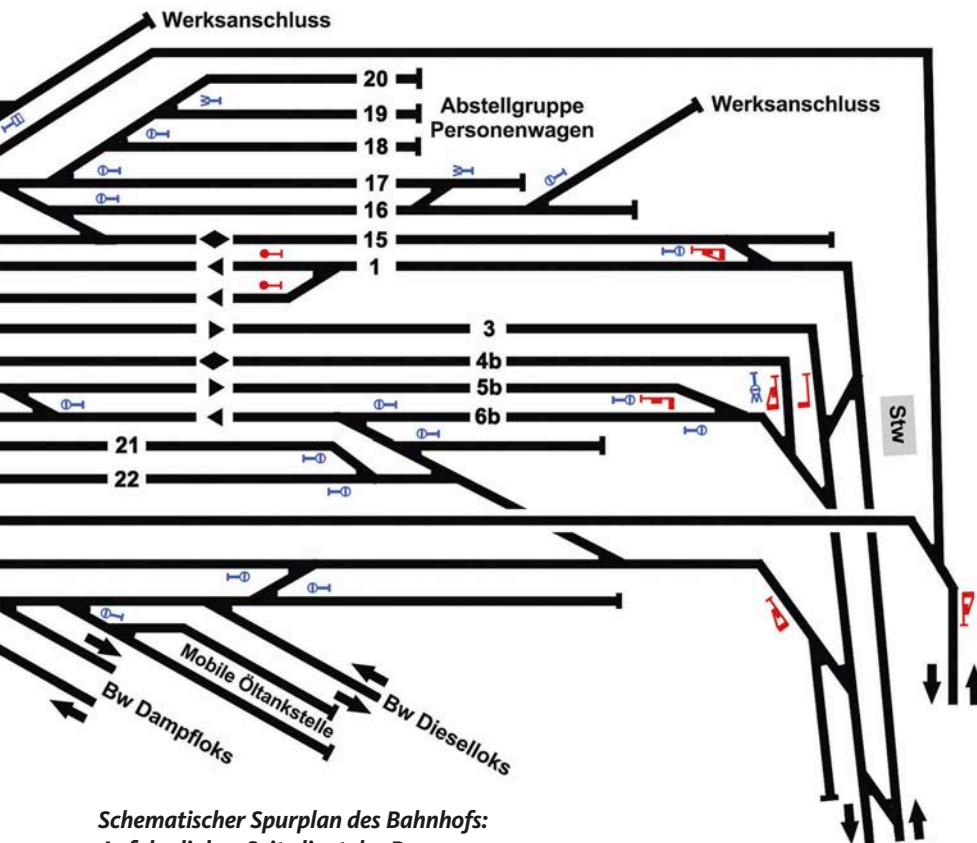 Werksanschluss
20
19
Abstellgruppe
Personenwagen
Werksanschluss
18
17
16
15
1
3
4b
5b
6b
Stw
21
22
Mobile Öltankstelle
Bw Dampfloks
Bw Dieselloks
Schematischer Spurplan des Bahnhofs: